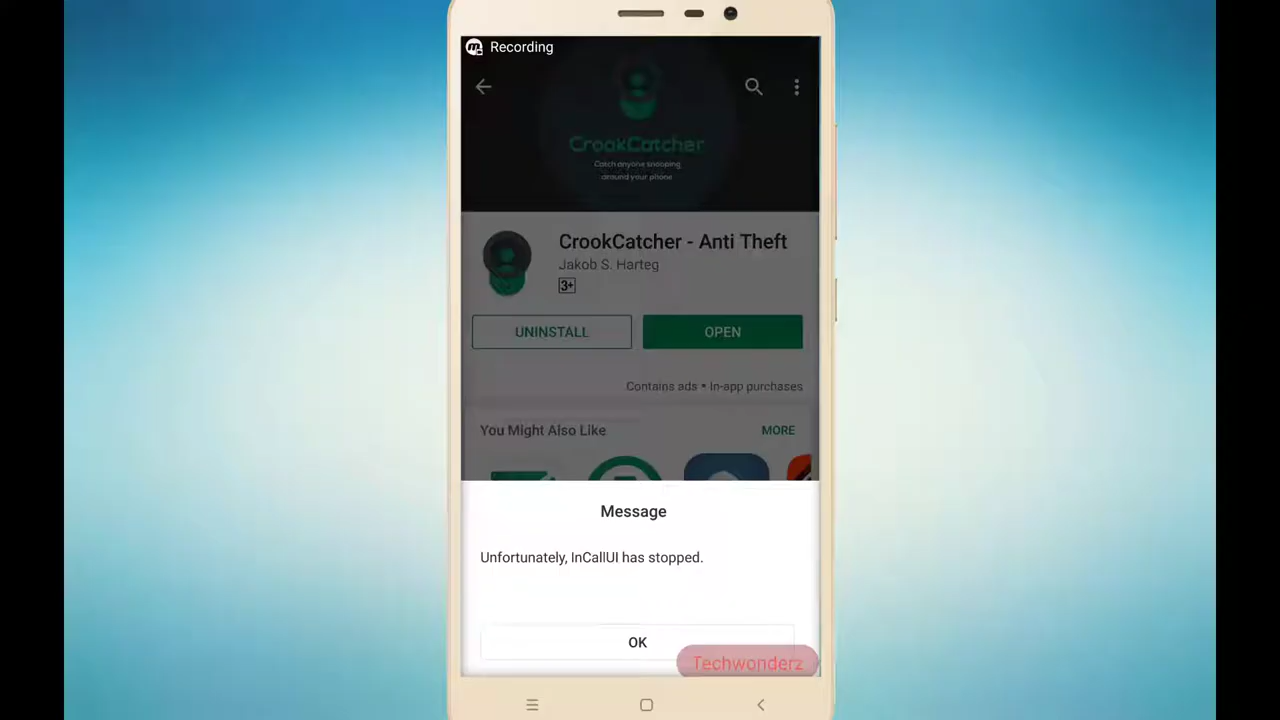 Recording
CrookCatcher
Catch anyone snooping
around your phone
CrookCatcher - Anti Theft
Jakob S. Harteg
3+
UNINSTALL
OPEN
Contains ads • In-app purchases
You Might Also Like
MORE
Message
Unfortunately, InCallUI has stopped.
OK
Techwonderz